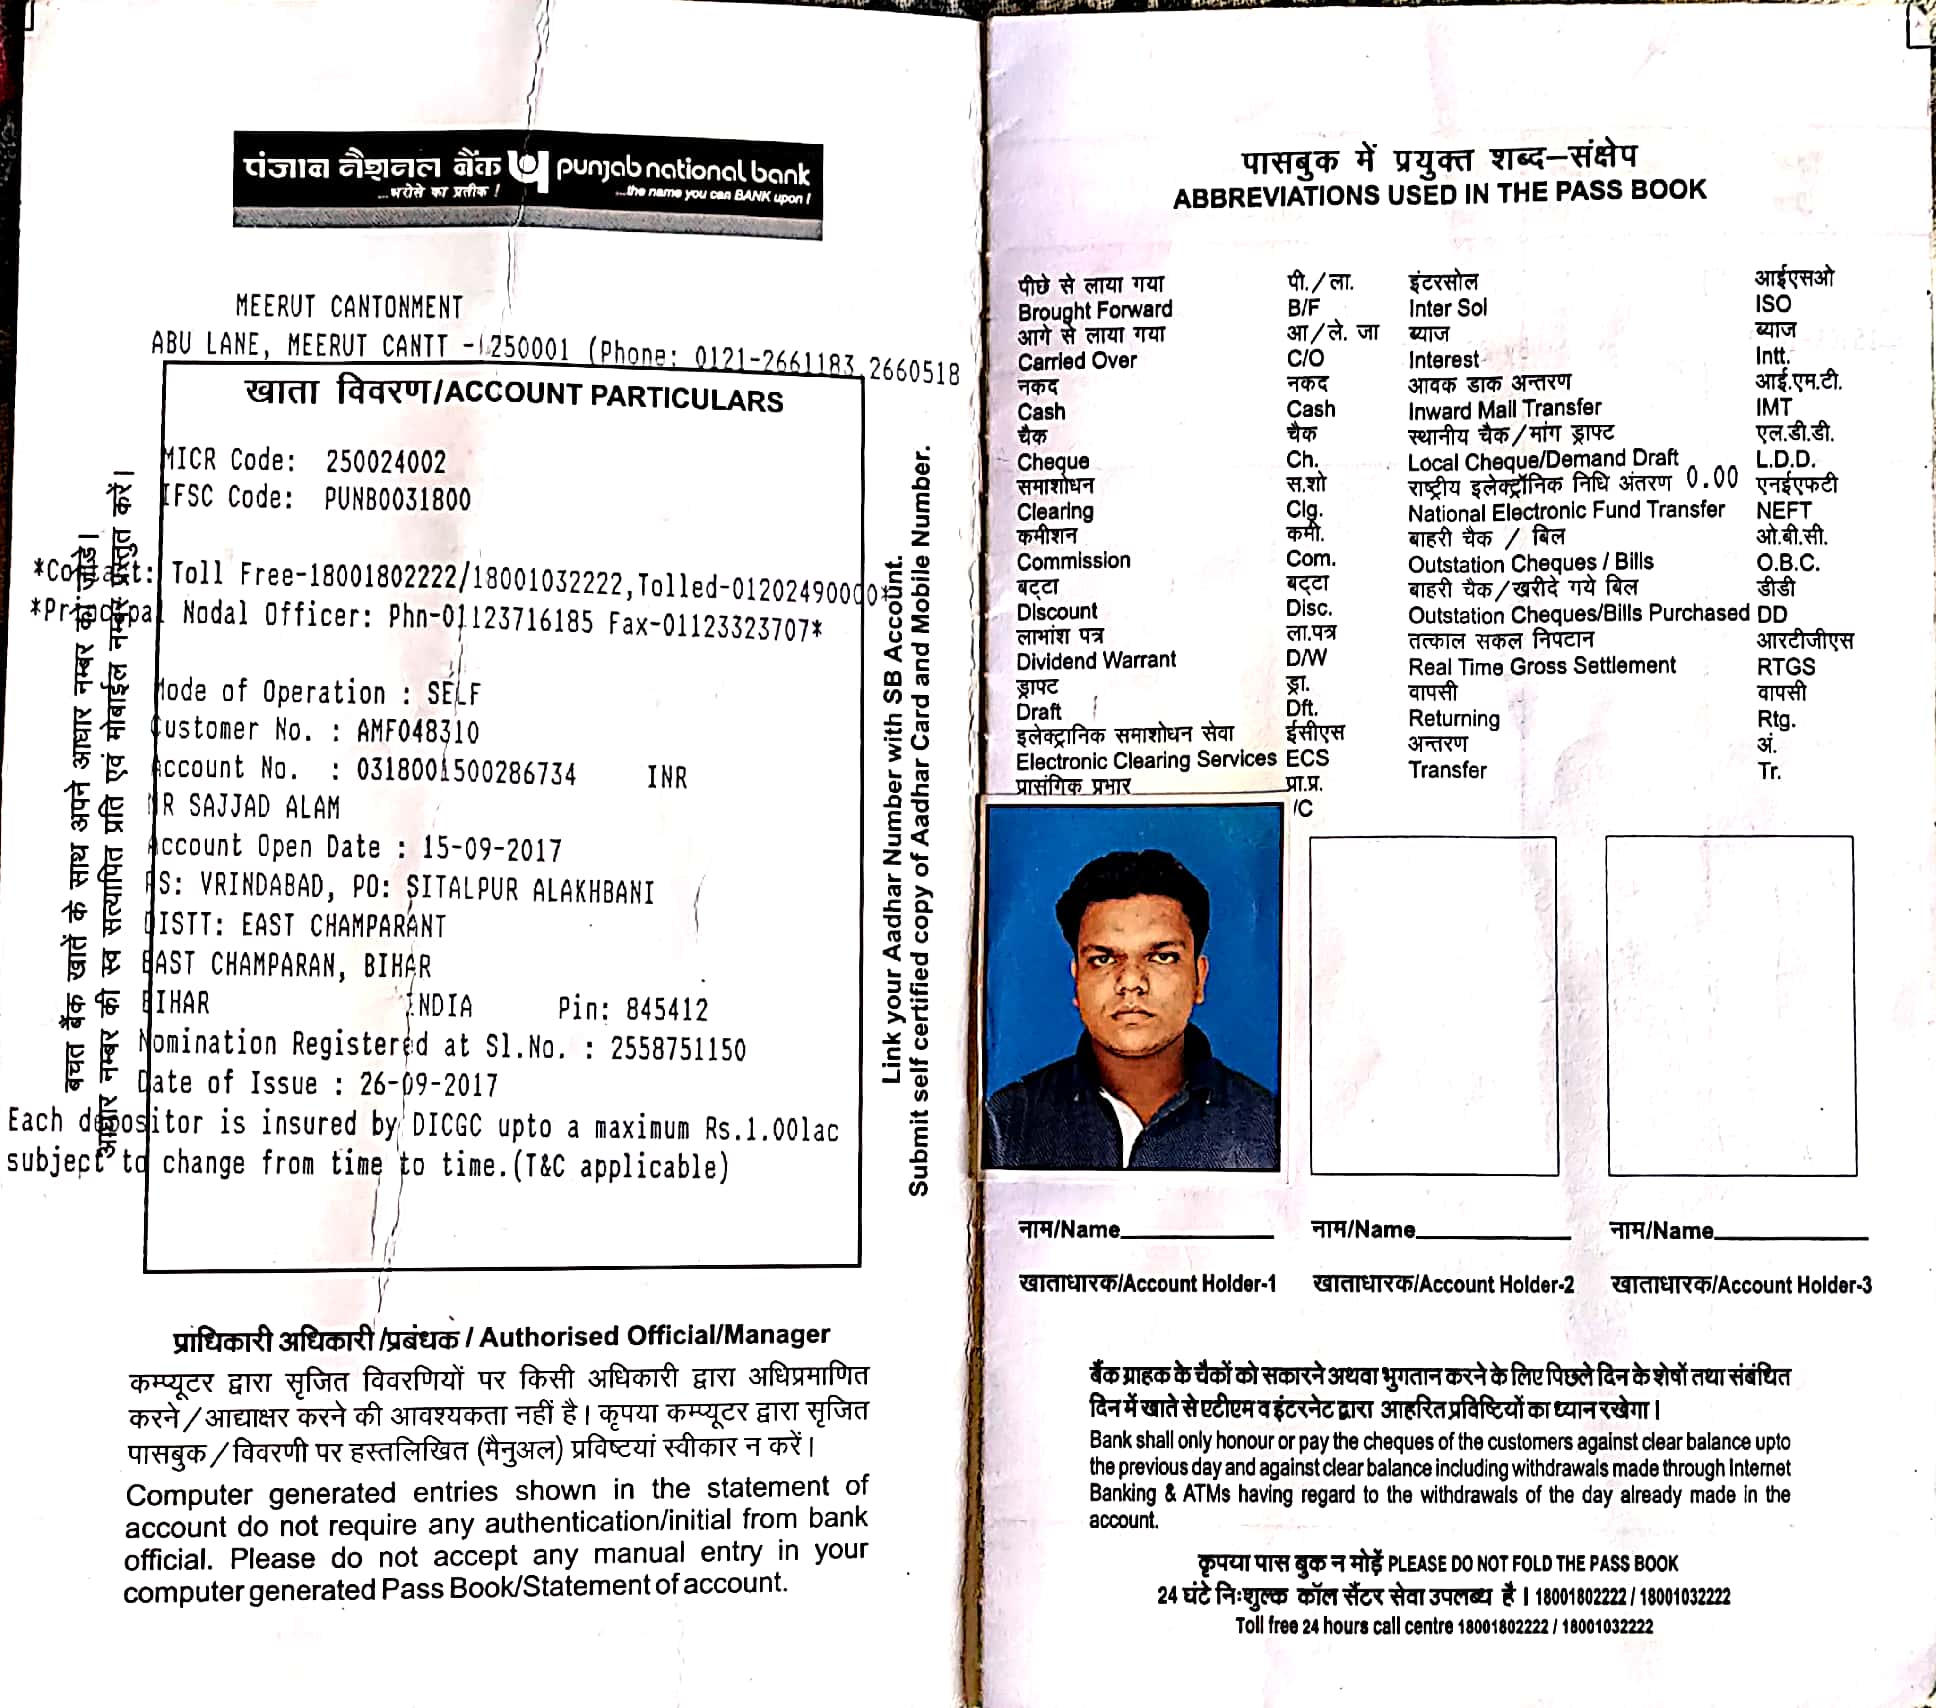 पंजाब नैशनल बैंक punjab national bank
...भरोसे का प्रतीक ! ...the name you can BANK upon !
MEERUT CANTONMENT
ABU LANE, MEERUT CANTT - 250001 (Phone: 0121-2661183,2660518
खाता विवरण/ACCOUNT PARTICULARS
MICR Code: 250024002
IFSC Code: PUNB0031800
*Contact: Toll Free-18001802222/18001032222,Tolled-01202490000*
*Principal Nodal Officer: Phn-01123716185 Fax-01123323707*
Mode of Operation : SELF
Customer No. : AMF048310
Account No. : 0318001500286734 INR
MR SAJJAD ALAM
Account Open Date : 15-09-2017
PS: VRINDABAD, PO: SITALPUR ALAKHBANI
DISTT: EAST CHAMPARANT
EAST CHAMPARAN, BIHAR
BIHAR INDIA Pin: 845412
Nomination Registered at Sl.No. : 2558751150
Date of Issue : 26-09-2017
Each depositor is insured by DICGC upto a maximum Rs.1.00lac
subject to change from time to time.(T&C applicable)
बचत बैंक खातें के साथ अपने आधार नम्बर को जोड़े।
आधार नम्बर की स्व सत्यापित प्रति एवं मोबाईल नम्बर प्रस्तुत करें।
Link your Aadhar Number with SB Account.
Submit self certified copy of Aadhar Card and Mobile Number.
प्राधिकारी अधिकारी/प्रबंधक / Authorised Official/Manager
कम्प्यूटर द्वारा सृजित विवरणियों पर किसी अधिकारी द्वारा अधिप्रमाणित
करने/आद्याक्षर करने की आवश्यकता नहीं है। कृपया कम्प्यूटर द्वारा सृजित
पासबुक/विवरणी पर हस्तलिखित (मैनुअल) प्रविष्टयां स्वीकार न करें।
Computer generated entries shown in the statement of
account do not require any authentication/initial from bank
official. Please do not accept any manual entry in your
computer generated Pass Book/Statement of account.
पासबुक में प्रयुक्त शब्द–संक्षेप
ABBREVIATIONS USED IN THE PASS BOOK
पीछे से लाया गया पी./ला. इंटरसोल आईएसओ
Brought Forward B/F Inter Sol ISO
आगे से लाया गया आ/ले. जा ब्याज ब्याज
Carried Over C/O Interest Intt.
नकद नकद आवक डाक अन्तरण आई.एम.टी.
Cash Cash Inward Mail Transfer IMT
चैक चैक स्थानीय चैक/मांग ड्राफ्ट एल.डी.डी.
Cheque Ch. Local Cheque/Demand Draft L.D.D.
समाशोधन स.शो राष्ट्रीय इलेक्ट्रॉनिक निधि अंतरण 0.00 एनईएफटी
Clearing Clg. National Electronic Fund Transfer NEFT
कमीशन कमी. बाहरी चैक / बिल ओ.बी.सी.
Commission Com. Outstation Cheques / Bills O.B.C.
बट्टा बट्टा बाहरी चैक/खरीदे गये बिल डीडी
Discount Disc. Outstation Cheques/Bills Purchased DD
लाभांश पत्र ला.पत्र तत्काल सकल निपटान आरटीजीएस
Dividend Warrant D/W Real Time Gross Settlement RTGS
ड्राफ्ट ड्रा. वापसी वापसी
Draft Dft. Returning Rtg.
इलेक्ट्रानिक समाशोधन सेवा ईसीएस अन्तरण अं.
Electronic Clearing Services ECS Transfer Tr.
प्रासंगिक प्रभार प्रा.प्र.
/C
नाम/Name नाम/Name नाम/Name
खाताधारक/Account Holder-1 खाताधारक/Account Holder-2 खाताधारक/Account Holder-3
बैंक ग्राहक के चैकों को सकारने अथवा भुगतान करने के लिए पिछले दिन के शेषों तथा संबंधित
दिन में खाते से एटीएम व इंटरनेट द्वारा आहरित प्रविष्टियों का ध्यान रखेगा।
Bank shall only honour or pay the cheques of the customers against clear balance upto
the previous day and against clear balance including withdrawals made through Internet
Banking & ATMs having regard to the withdrawals of the day already made in the
account.
कृपया पास बुक न मोड़ें PLEASE DO NOT FOLD THE PASS BOOK
24 घंटे निःशुल्क कॉल सैंटर सेवा उपलब्ध है। 18001802222 / 18001032222
Toll free 24 hours call centre 18001802222 / 18001032222